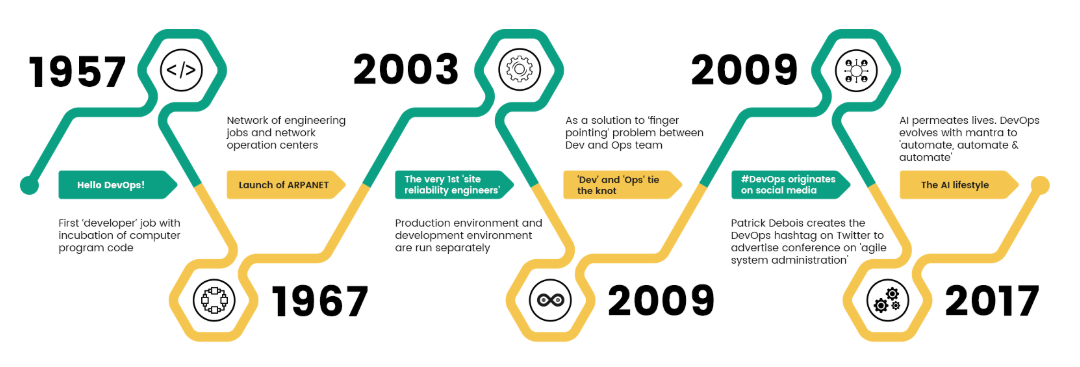 1957
</>
Hello DevOps!
First 'developer' job with
incubation of computer
program code
Network of engineering
jobs and network
operation centers
Launch of ARPANET
1967
2003
The very 1st 'site
reliability engineers'
Production environment and
development environment
are run separately
As a solution to 'finger
pointing' problem between
Dev and Ops team
'Dev' and 'Ops' tie
the knot
2009
2009
#DevOps originates
on social media
Patrick Debois creates the
DevOps hashtag on Twitter to
advertise conference on 'agile
system administration'
AI permeates lives. DevOps
evolves with mantra to
'automate, automate &
automate'
The AI lifestyle
2017